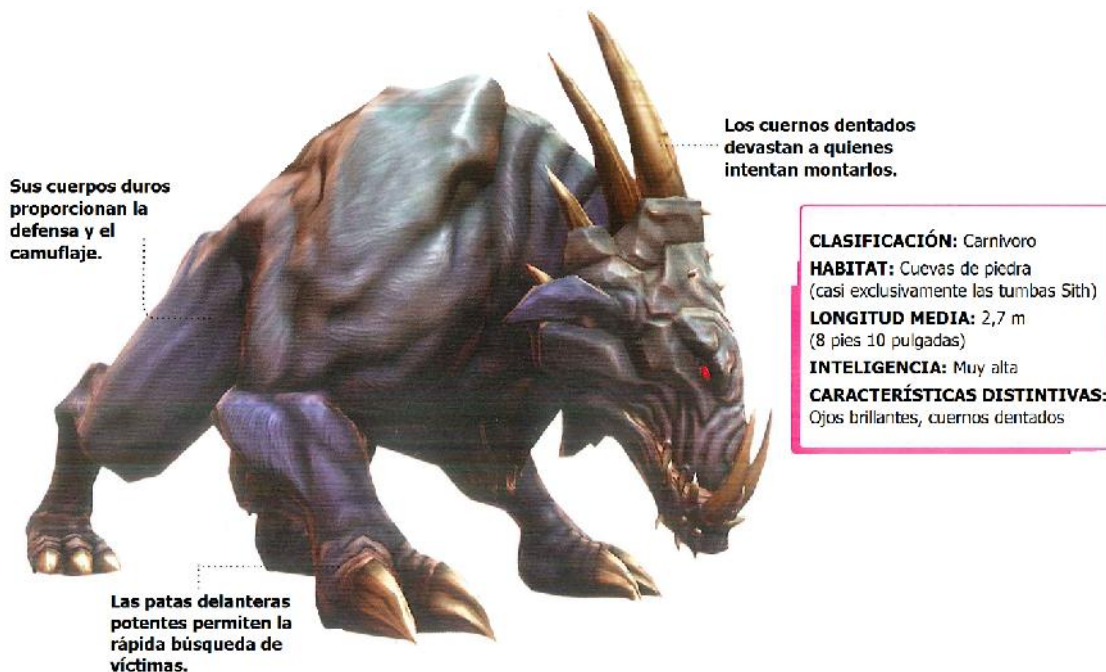 Los cuernos dentados
devastan a quienes
intentan montarlos.
Sus cuerpos duros
proporcionan la
defensa y el
camuflaje.
CLASIFICACIÓN: Carnivoro
HABITAT: Cuevas de piedra
(casi exclusivamente las tumbas Sith)
LONGITUD MEDIA: 2,7 m
(8 pies 10 pulgadas)
INTELIGENCIA: Muy alta
CARACTERÍSTICAS DISTINTIVAS:
Ojos brillantes, cuernos dentados
Las patas delanteras
potentes permiten la
rápida búsqueda de
víctimas.